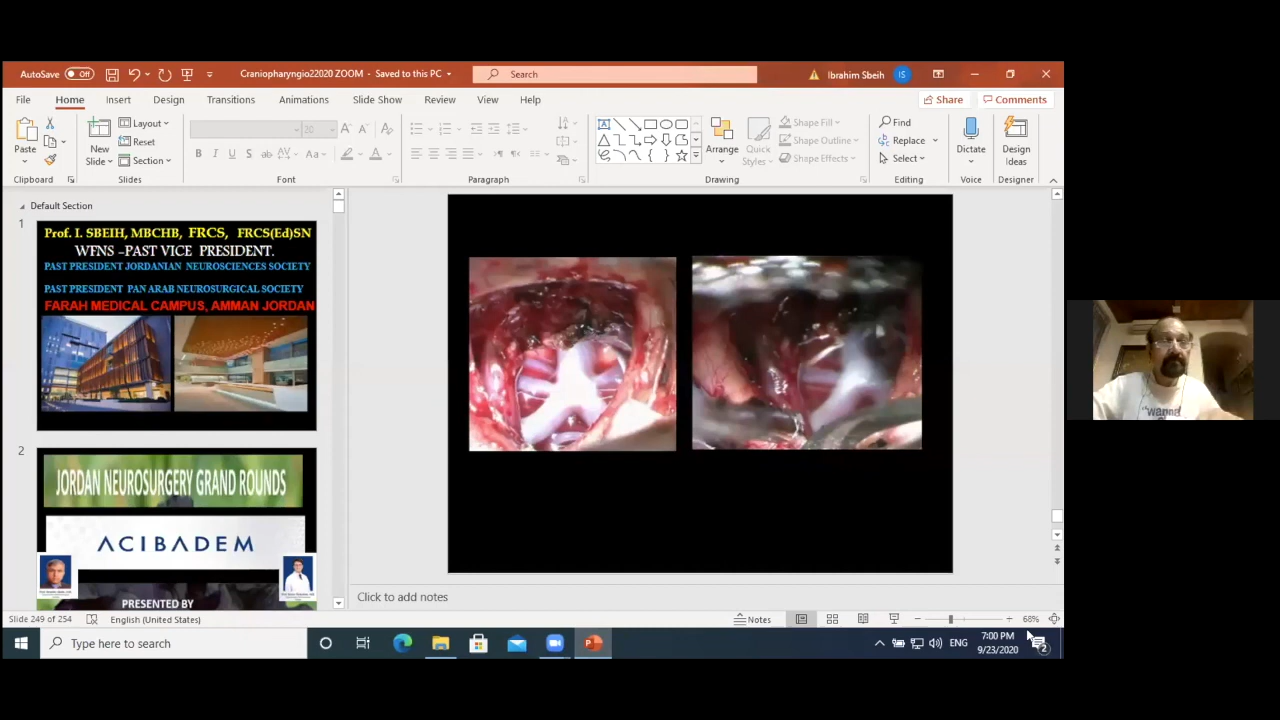 AutoSave Off Craniopharyngio22020 ZOOM - Saved to this PC Search Ibrahim Sbeih IS
File Home Insert Design Transitions Animations Slide Show Review View Help Share Comments
Paste
New Slide
Layout
Reset
Section
20
Arrange
Quick Styles
Shape Fill
Shape Outline
Shape Effects
Find
Replace
Select
Dictate
Design Ideas
Clipboard Slides Font Paragraph Drawing Editing Voice Designer
Default Section
1
Prof. I. SBEIH, MBCHB, FRCS, FRCS(Ed)SN
WFNS –PAST VICE PRESIDENT.
PAST PRESIDENT JORDANIAN NEUROSCIENCES SOCIETY
PAST PRESIDENT PAN ARAB NEUROSURGICAL SOCIETY
FARAH MEDICAL CAMPUS, AMMAN JORDAN
2
JORDAN NEUROSURGERY GRAND ROUNDS
ACIBADEM
PRESENTED BY
"wanna
Click to add notes
Slide 249 of 254 English (United States) Notes 68%
Type here to search ENG 7:00 PM
9/23/2020
2